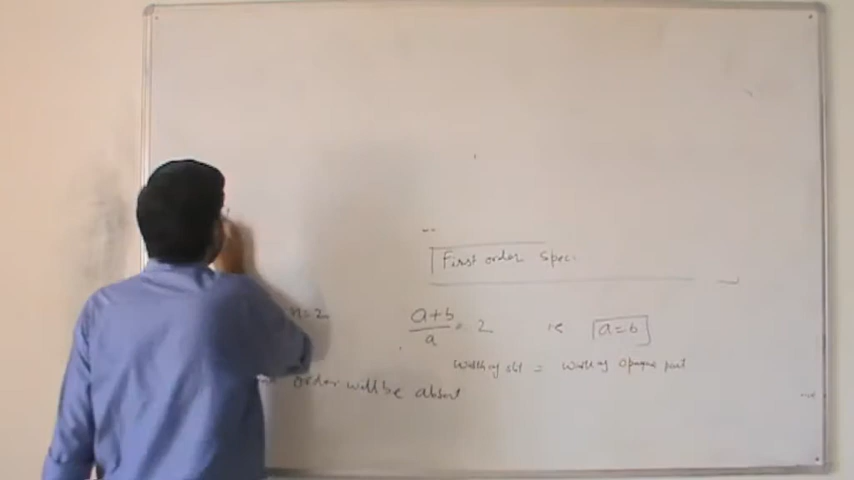 First order spec.
n=2
a+b/a = 2 ie a=b
width of slit = width of opaque part
order will be absent